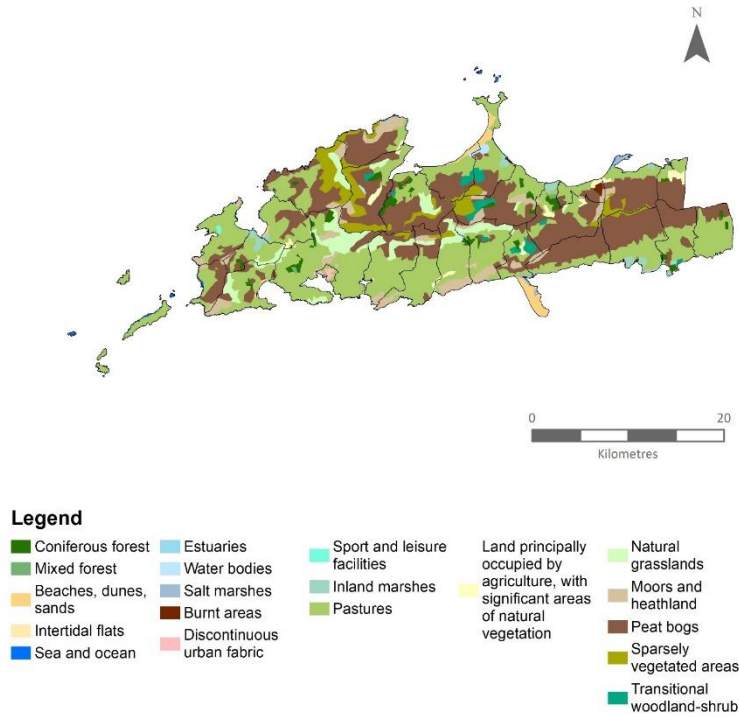 N
0
20
Kilometres
Legend
Coniferous forest
Mixed forest
Beaches, dunes,
sands
Intertidal flats
Sea and ocean
Estuaries
Water bodies
Salt marshes
Burnt areas
Discontinuous
urban fabric
Sport and leisure
facilities
Inland marshes
Pastures
Land principally
occupied by
agriculture, with
significant areas
of natural
vegetation
Natural
grasslands
Moors and
heathland
Peat bogs
Sparsely
vegetated areas
Transitional
woodland-shrub